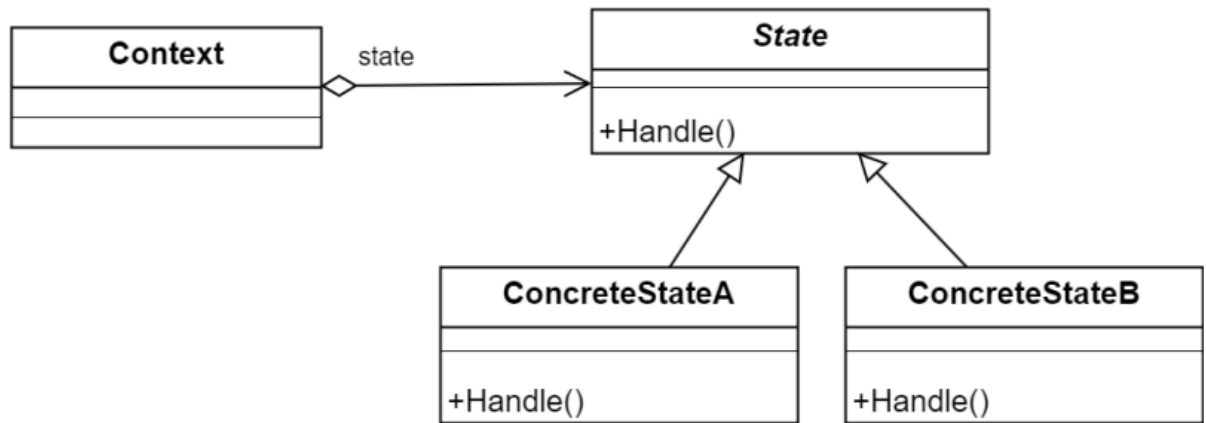 Context
state
State
+Handle()
ConcreteStateA
+Handle()
ConcreteStateB
+Handle()